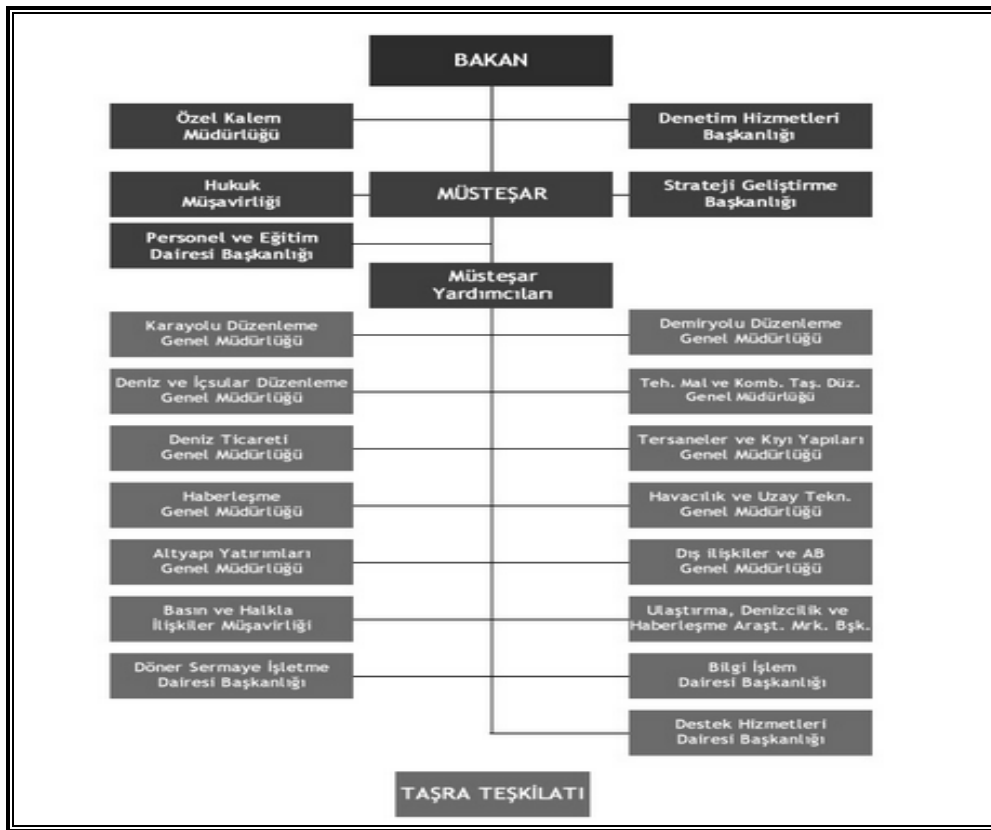 BAKAN
Özel Kalem
Müdürlüğü
Denetim Hizmetleri
Başkanlığı
Hukuk
Müşavirliği
MÜSTEŞAR
Strateji Geliştirme
Başkanlığı
Personel ve Eğitim
Dairesi Başkanlığı
Müsteşar
Yardımcıları
Karayolu Düzenleme
Genel Müdürlüğü
Demiryolu Düzenleme
Genel Müdürlüğü
Deniz ve İçsular Düzenleme
Genel Müdürlüğü
Teh. Mal ve Komb. Taş. Düz.
Genel Müdürlüğü
Deniz Ticareti
Genel Müdürlüğü
Tersaneler ve Kıyı Yapıları
Genel Müdürlüğü
Haberleşme
Genel Müdürlüğü
Havacılık ve Uzay Tekn.
Genel Müdürlüğü
Altyapı Yatırımları
Genel Müdürlüğü
Dış ilişkiler ve AB
Genel Müdürlüğü
Basın ve Halkla
İlişkiler Müşavirliği
Ulaştırma, Denizcilik ve
Haberleşme Araşt. Mrk. Bşk.
Döner Sermaye İşletme
Dairesi Başkanlığı
Bilgi İşlem
Dairesi Başkanlığı
Destek Hizmetleri
Dairesi Başkanlığı
TAŞRA TEŞKİLATI